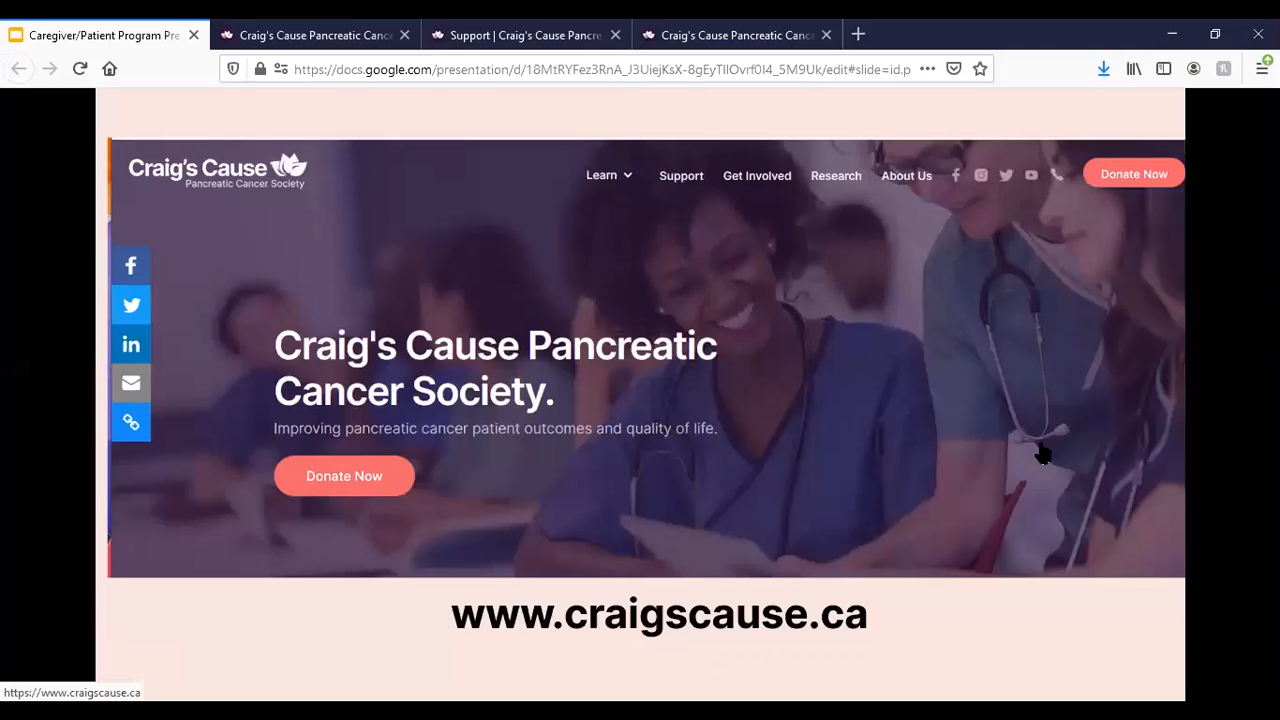 Caregiver/Patient Program Pre
Craig's Cause Pancreatic Cance
Support | Craig's Cause Pancre
Craig's Cause Pancreatic Canc
https://docs.google.com/presentation/d/18MtRYFez3RnA_J3UiejKsX-8gEyTIlOvrf0I4_5M9Uk/edit#slide=id.p
Craig's Cause
Pancreatic Cancer Society
Learn
Support
Get Involved
Research
About Us
Donate Now
Craig's Cause Pancreatic
Cancer Society.
Improving pancreatic cancer patient outcomes and quality of life.
Donate Now
www.craigscause.ca
https://www.craigscause.ca